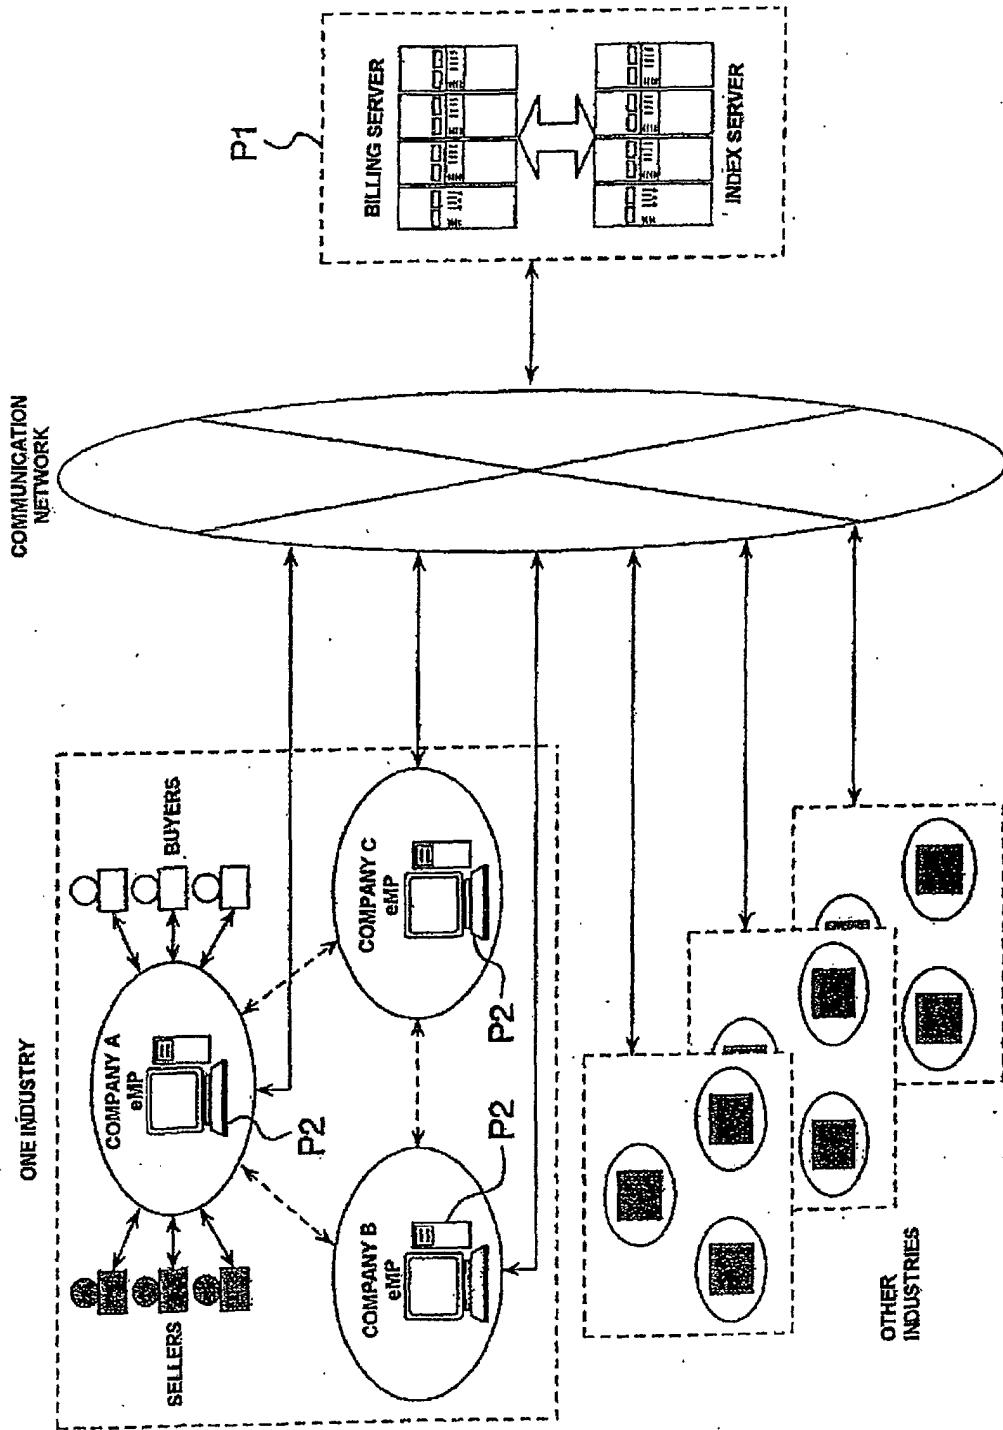 ONE INDUSTRY
COMMUNICATION
NETWORK
P1
SELLERS
COMPANY A
eMP
BUYERS
P2
BILLING SERVER
COMPANY B
eMP
P2
COMPANY C
eMP
P2
INDEX SERVER
OTHER
INDUSTRIES